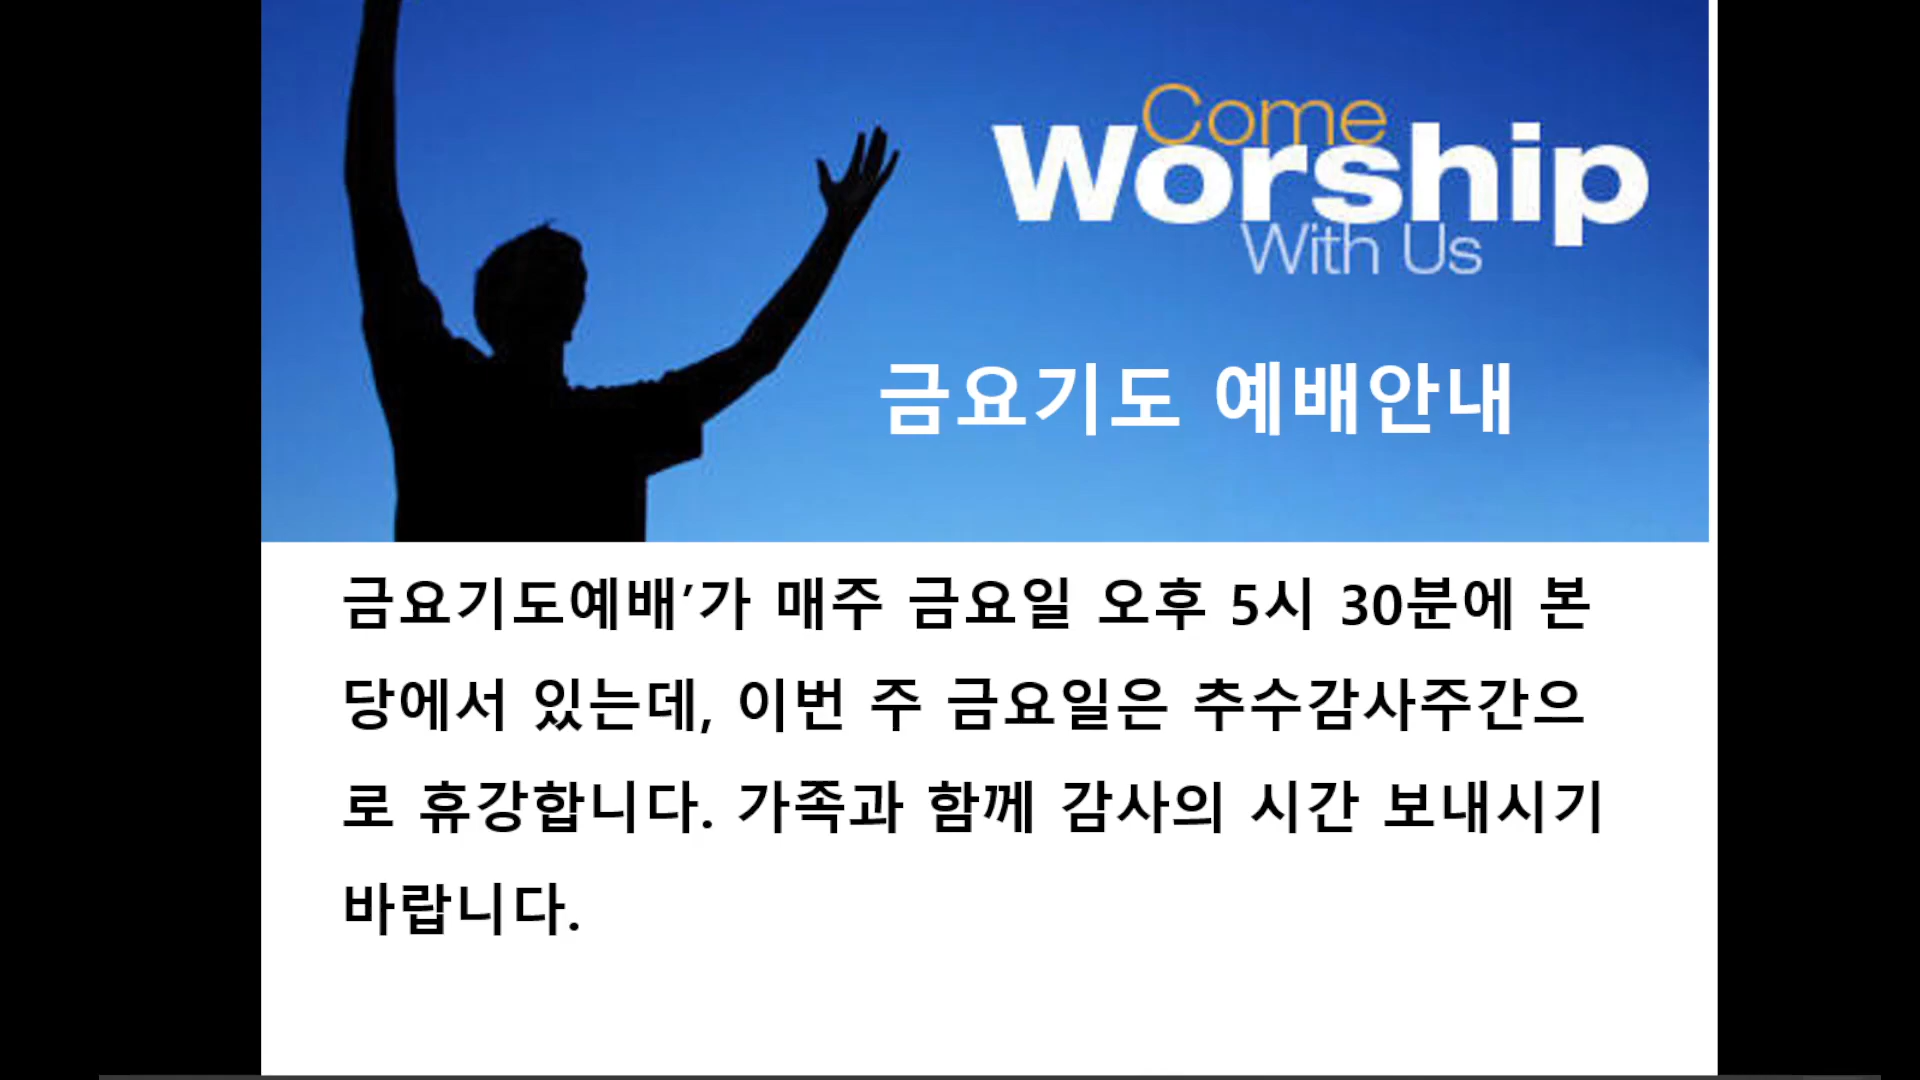 Come
Worship
With Us
금요기도 예배안내
금요기도예배’가 매주 금요일 오후 5시 30분에 본
당에서 있는데, 이번 주 금요일은 추수감사주간으
로 휴강합니다. 가족과 함께 감사의 시간 보내시기
바랍니다.